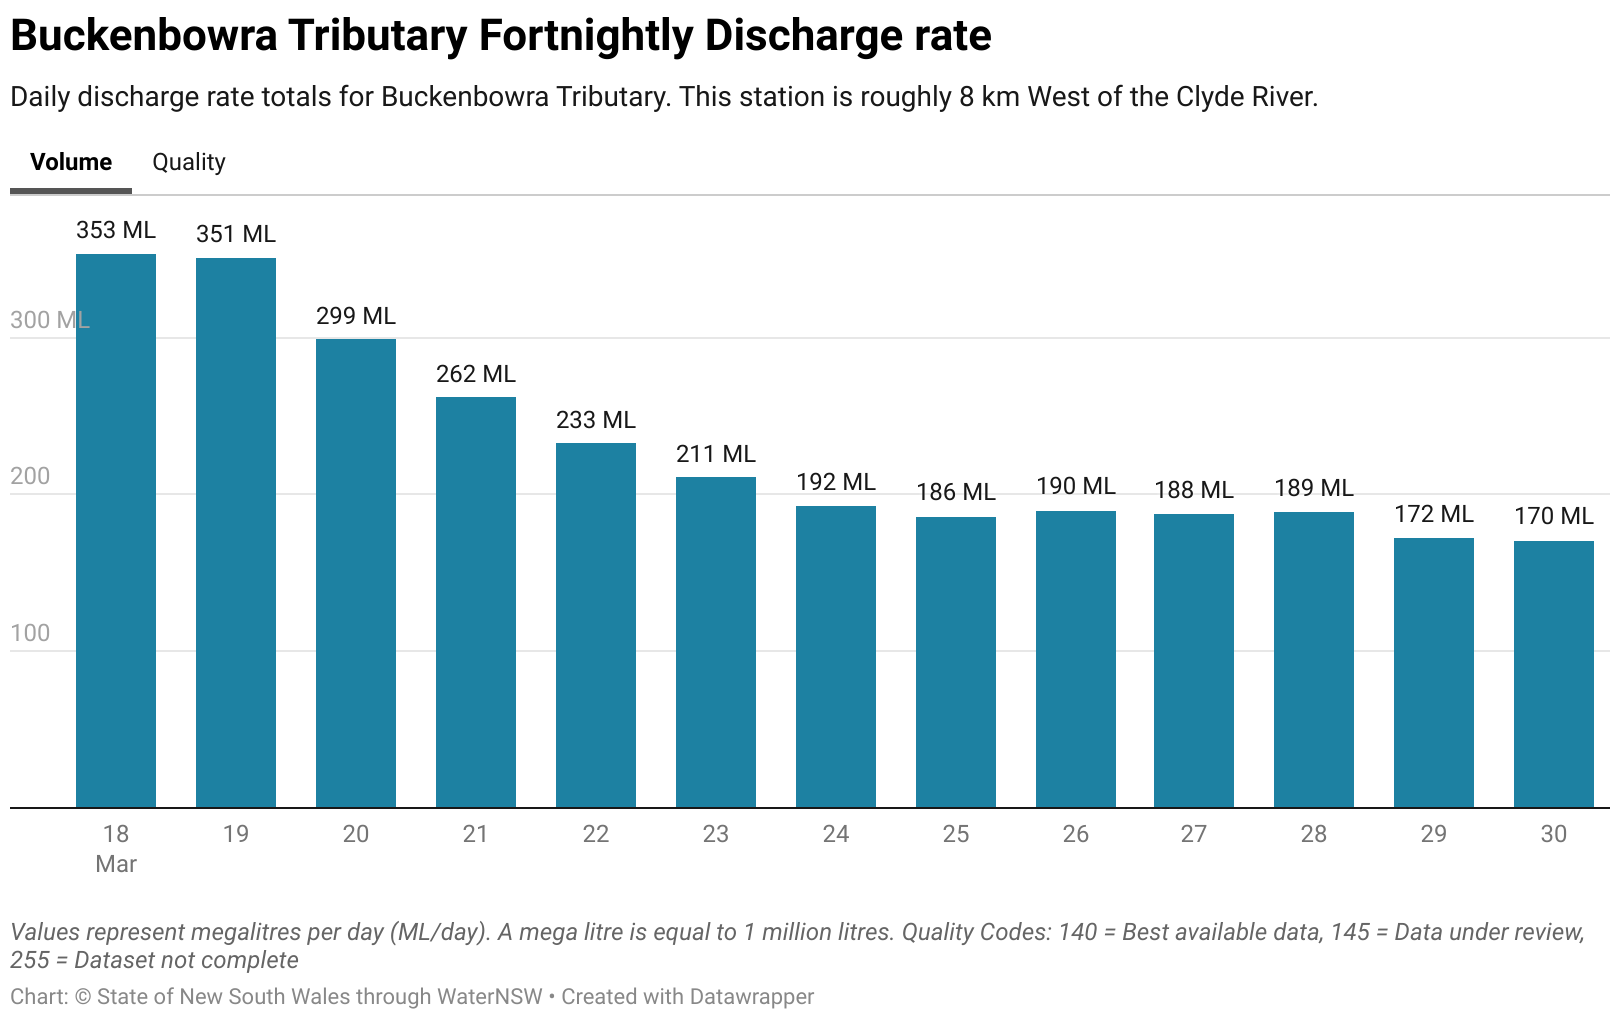 Buckenbowra Tributary Fortnightly Discharge rate
Daily discharge rate totals for Buckenbowra Tributary. This station is roughly 8 km West of the Clyde River.
Volume Quality
353 ML
351 ML
300 ML
299 ML
262 ML
233 ML
211 ML
200
192 ML
186 ML
190 ML
188 ML
189 ML
172 ML
170 ML
100
18 19 20 21 22 23 24 25 26 27 28 29 30
Mar
Values represent megalitres per day (ML/day). A mega litre is equal to 1 million litres. Quality Codes: 140 = Best available data, 145 = Data under review,
255 = Dataset not complete
Chart: © State of New South Wales through WaterNSW • Created with Datawrapper